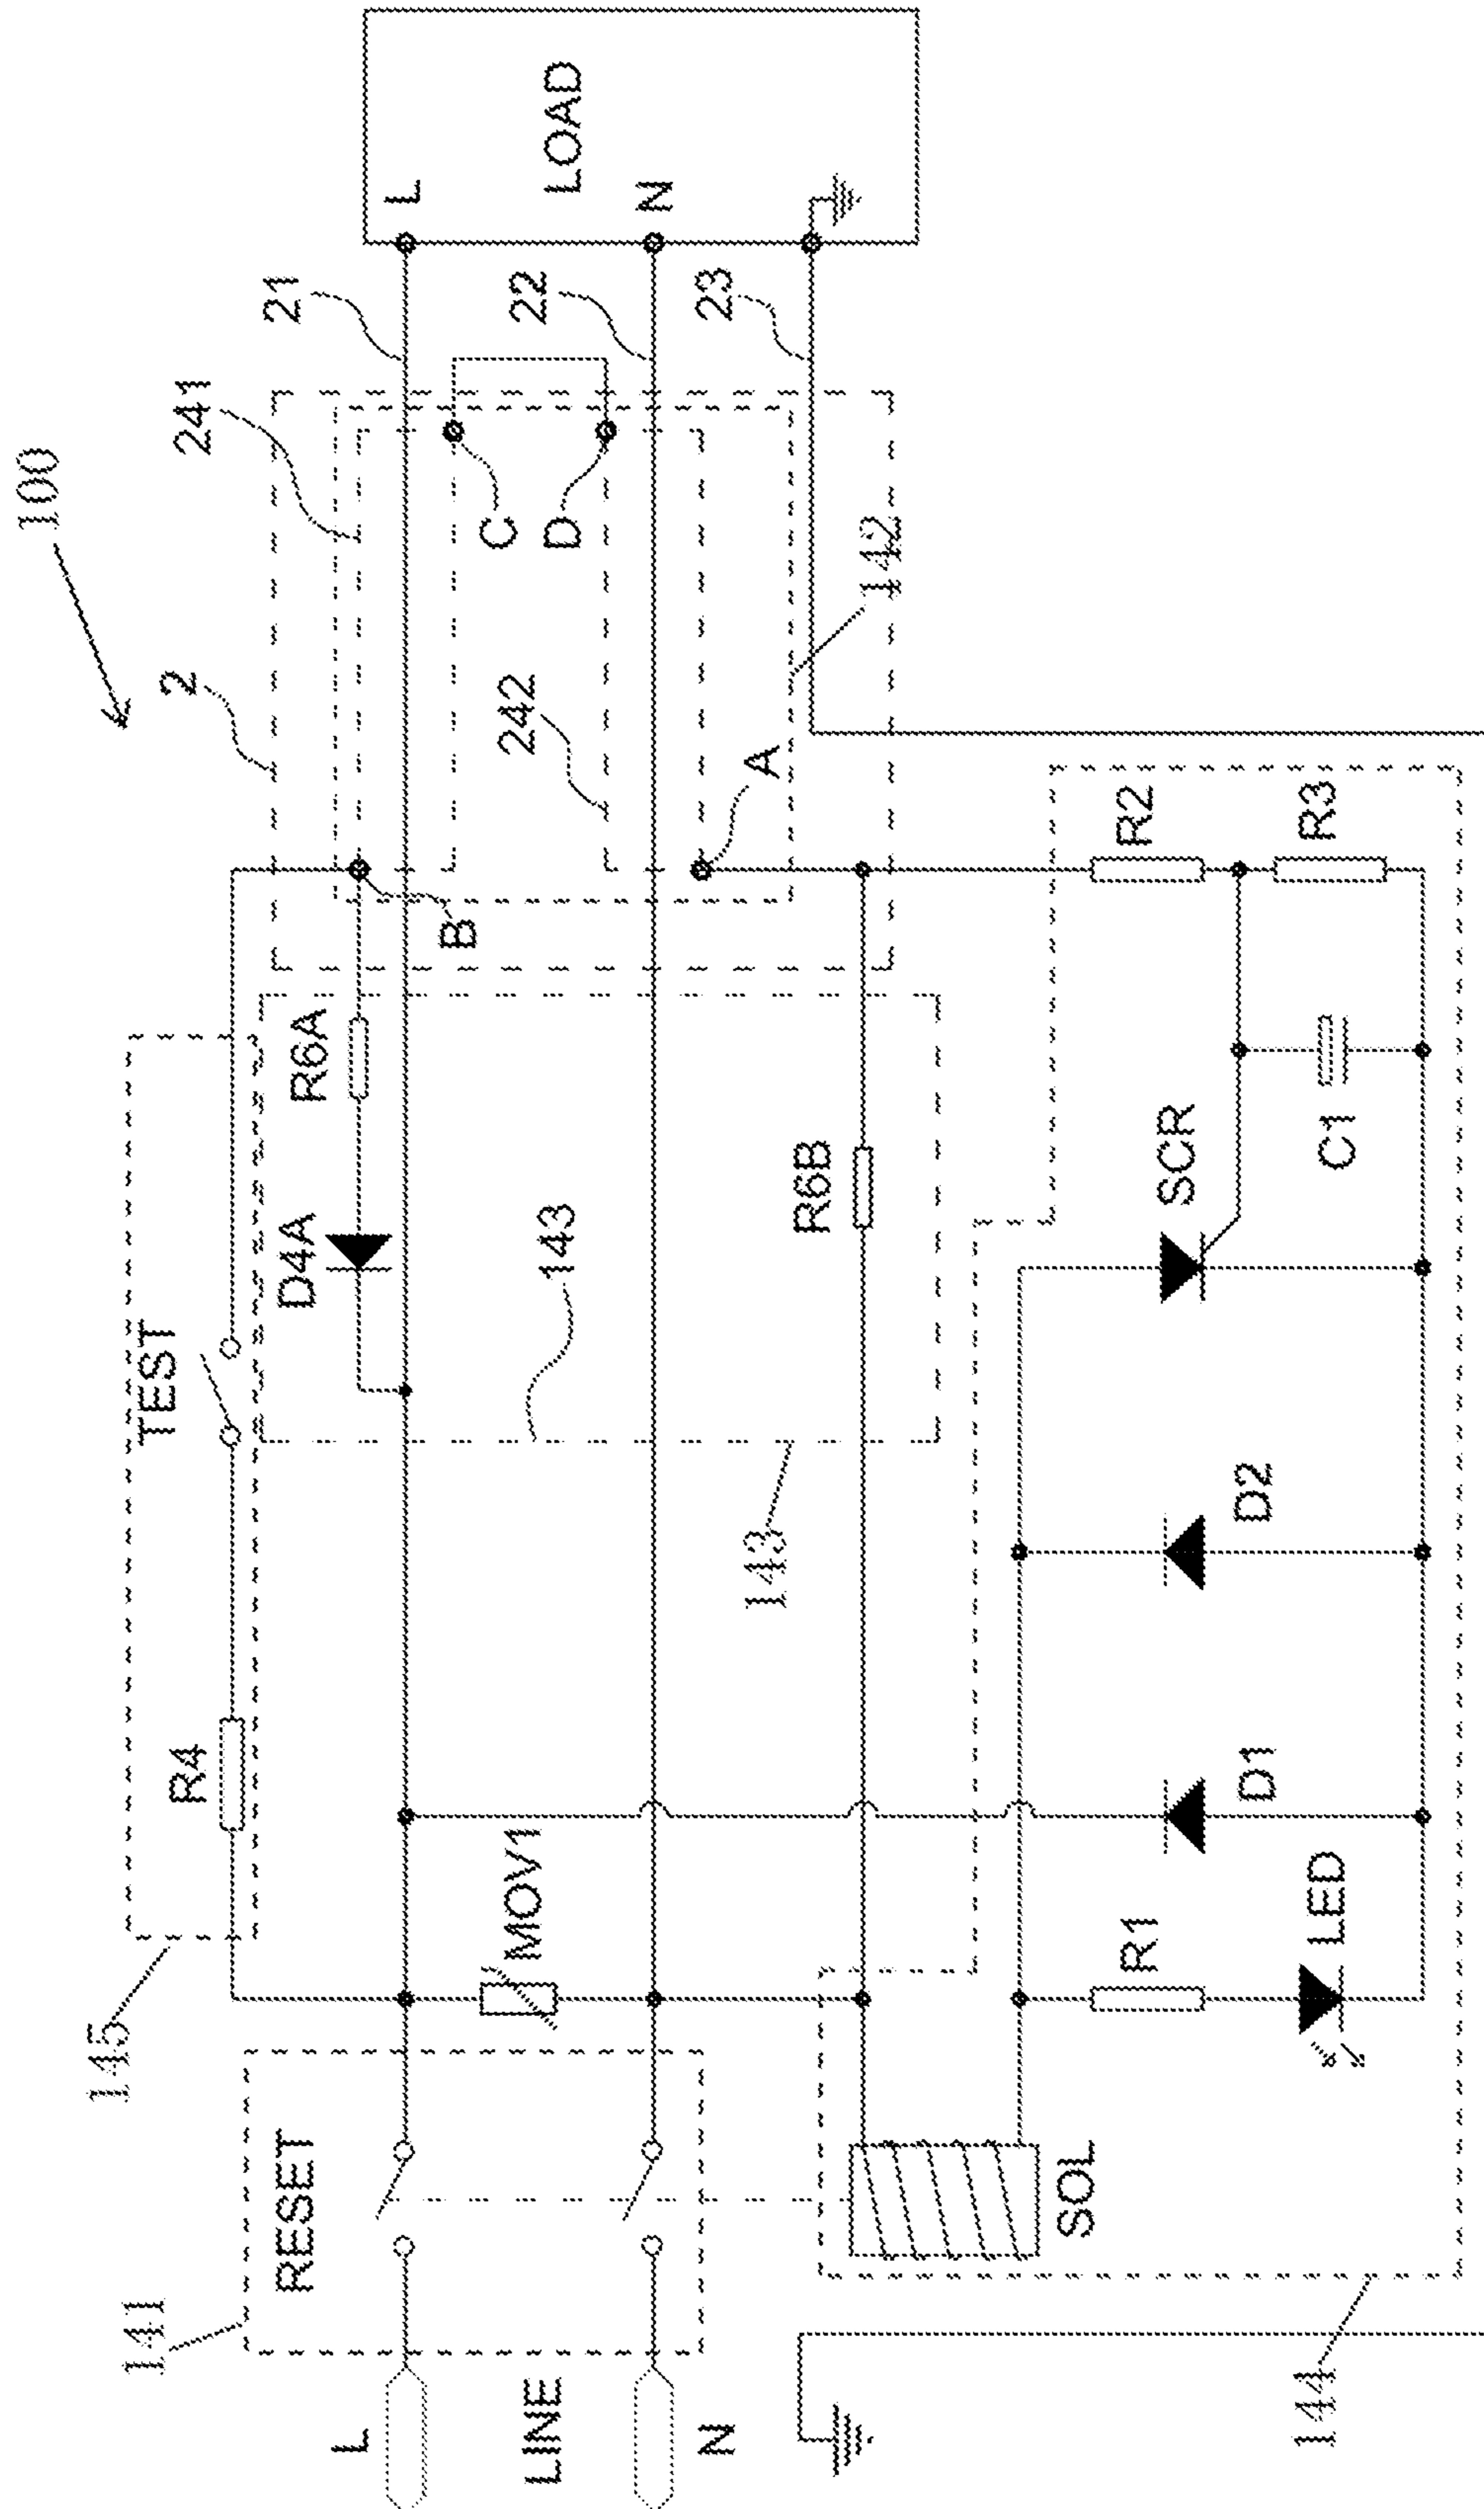 100
145
TEST
R4
2
241
21
141
RESET
D4A
R6A
B
C
D
242
L
LOAD
N
22
23
A
142
143
143
MOV1
R6B
L
LINE
N
SOL
R1
LED
D1
D2
SCR
C1
R2
R3
144